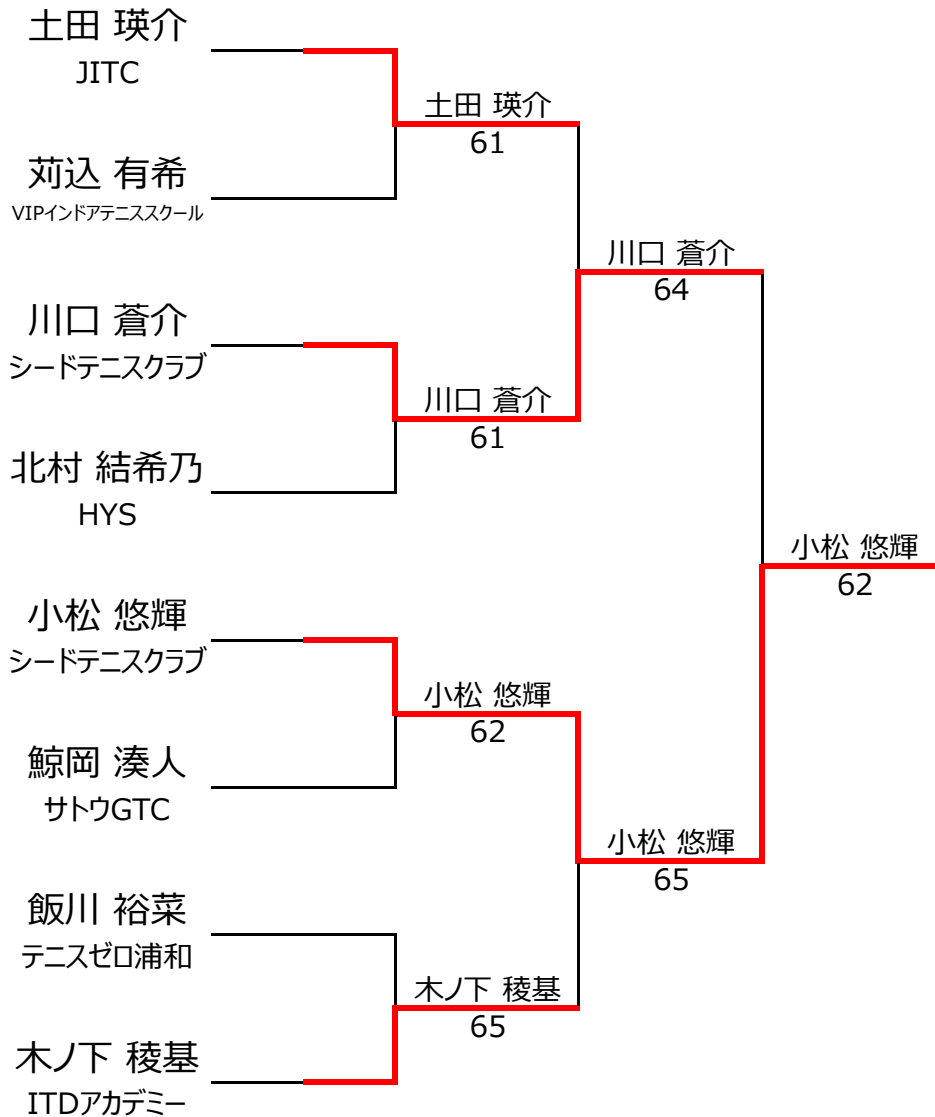 土田 瑛介
JITC
土田 瑛介
61
苅込 有希
VIPインドアテニススクール
川口 蒼介
64
川口 蒼介
シードテニスクラブ
川口 蒼介
61
北村 結希乃
HYS
小松 悠輝
62
小松 悠輝
シードテニスクラブ
小松 悠輝
62
鯨岡 湊人
サトウGTC
小松 悠輝
65
飯川 裕菜
テニスゼロ浦和
木ノ下 稜基
65
木ノ下 稜基
ITDアカデミー